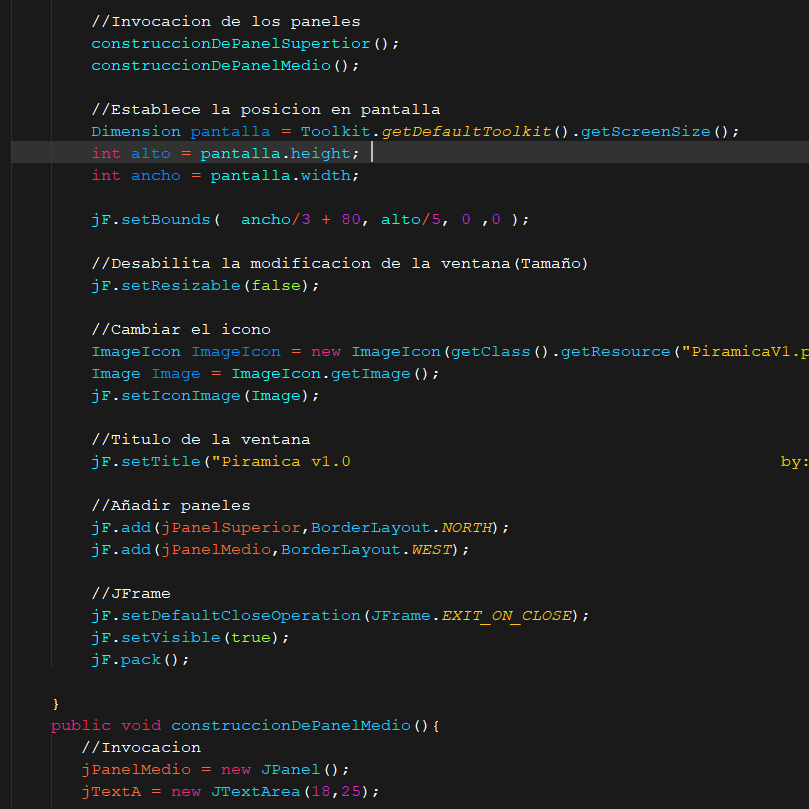 //Invocacion de los paneles
construccionDePanelSupertior();
construccionDePanelMedio();
//Establece la posicion en pantalla
Dimension pantalla = Toolkit.getDefaultToolkit().getScreenSize();
int alto = pantalla.height;
int ancho = pantalla.width;
jF.setBounds(  ancho/3 + 80, alto/5, 0 ,0 );
//Desabilita la modificacion de la ventana(Tamaño)
jF.setResizable(false);
//Cambiar el icono
ImageIcon ImageIcon = new ImageIcon(getClass().getResource("PiramicaV1.p
Image Image = ImageIcon.getImage();
jF.setIconImage(Image);
//Titulo de la ventana
jF.setTitle("Piramica v1.0                                           by:
//Añadir paneles
jF.add(jPanelSuperior,BorderLayout.NORTH);
jF.add(jPanelMedio,BorderLayout.WEST);
//JFrame
jF.setDefaultCloseOperation(JFrame.EXIT_ON_CLOSE);
jF.setVisible(true);
jF.pack();
}
public void construccionDePanelMedio(){
//Invocacion
jPanelMedio = new JPanel();
jTextA = new JTextArea(18,25);